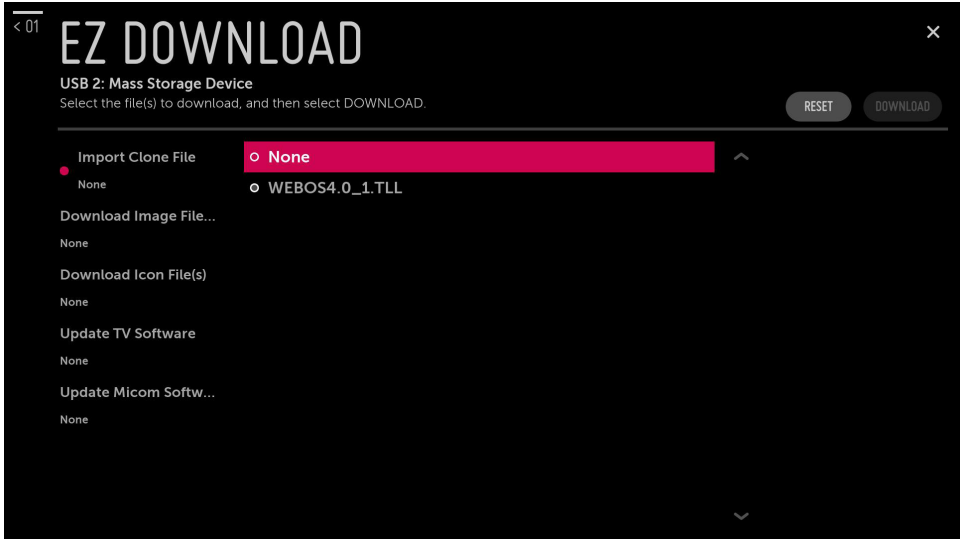 < 01
EZ DOWNLOAD
USB 2: Mass Storage Device
Select the file(s) to download, and then select DOWNLOAD.
RESET
DOWNLOAD
Import Clone File
None
Download Image File...
None
Download Icon File(s)
None
Update TV Software
None
Update Micom Softw...
None
None
WEBOS4.0_1.TLL